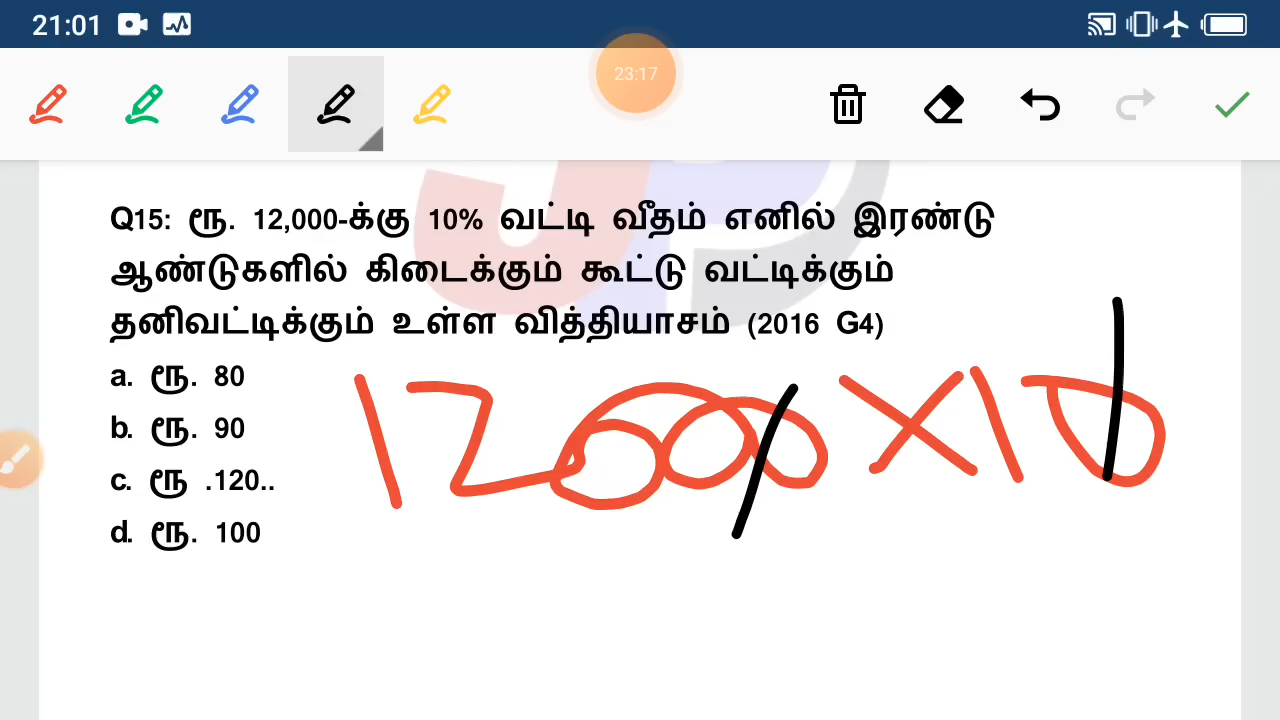 21:01
23:17
Q15: ரூ. 12,000-க்கு 10% வட்டி வீதம் எனில் இரண்டு
ஆண்டுகளில் கிடைக்கும் கூட்டு வட்டிக்கும்
தனிவட்டிக்கும் உள்ள வித்தியாசம் (2016 G4)
a. ரூ. 80
b. ரூ. 90
c. ரூ .120..
d. ரூ. 100
12000 × 10